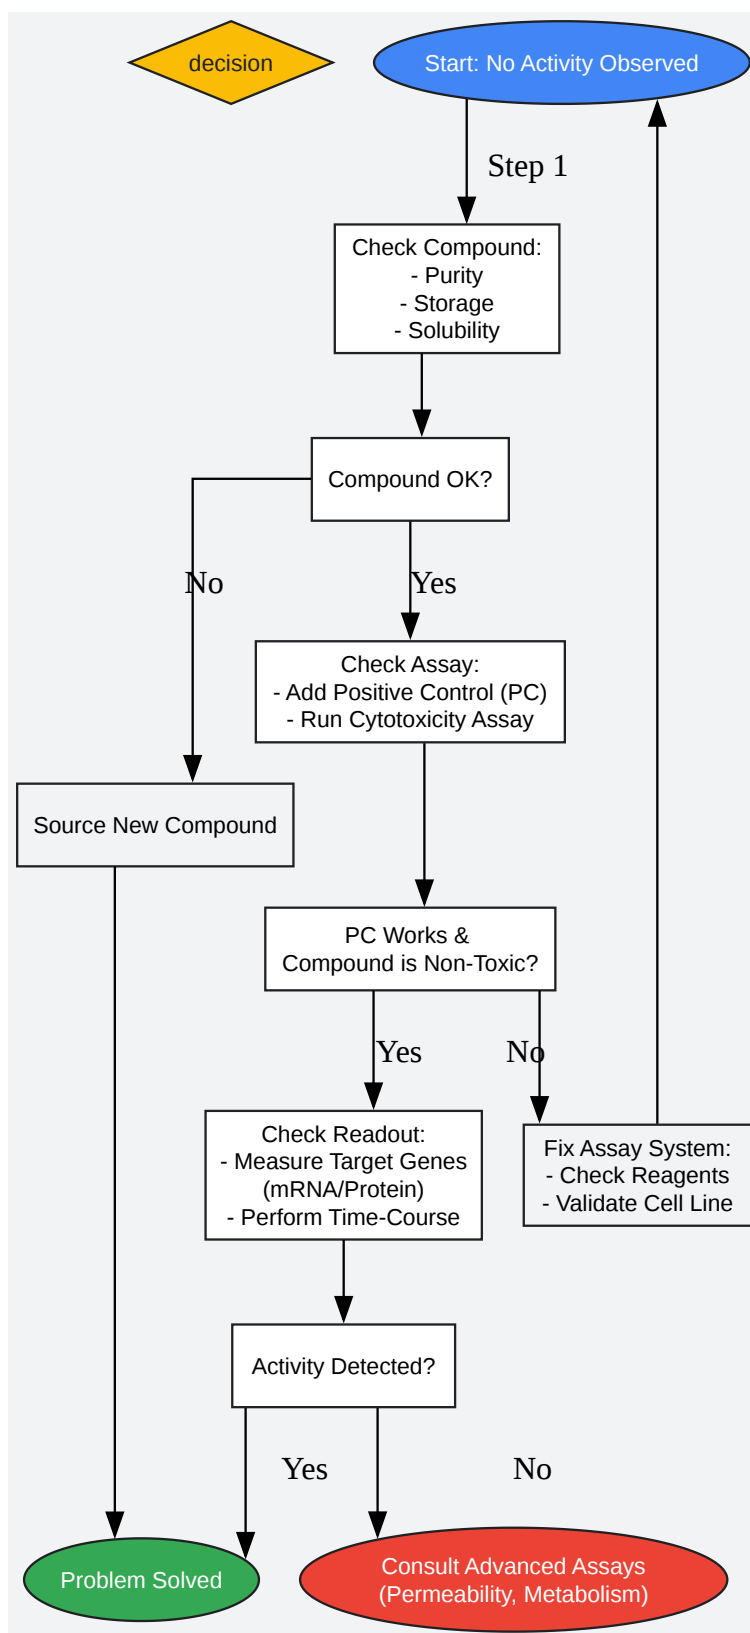 decision
Start: No Activity Observed
Step 1
Check Compound:
- Purity
- Storage
- Solubility
Compound OK?
No
Yes
Check Assay:
- Add Positive Control (PC)
- Run Cytotoxicity Assay
Source New Compound
PC Works &
Compound is Non-Toxic?
Yes
No
Check Readout:
- Measure Target Genes
(mRNA/Protein)
- Perform Time-Course
Fix Assay System:
- Check Reagents
- Validate Cell Line
Activity Detected?
Yes
No
Problem Solved
Consult Advanced Assays
(Permeability, Metabolism)